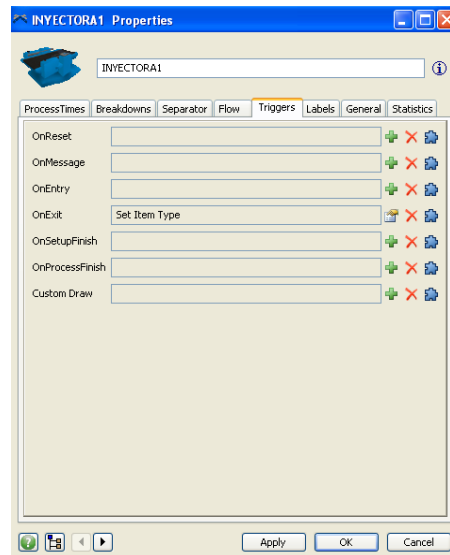 INYECTORA1 Properties
INYECTORA1
ProcessTimes Breakdowns Separator Flow Triggers Labels General Statistics
OnReset
OnMessage
OnEntry
OnExit Set Item Type
OnSetupFinish
OnProcessFinish
Custom Draw
Apply OK Cancel